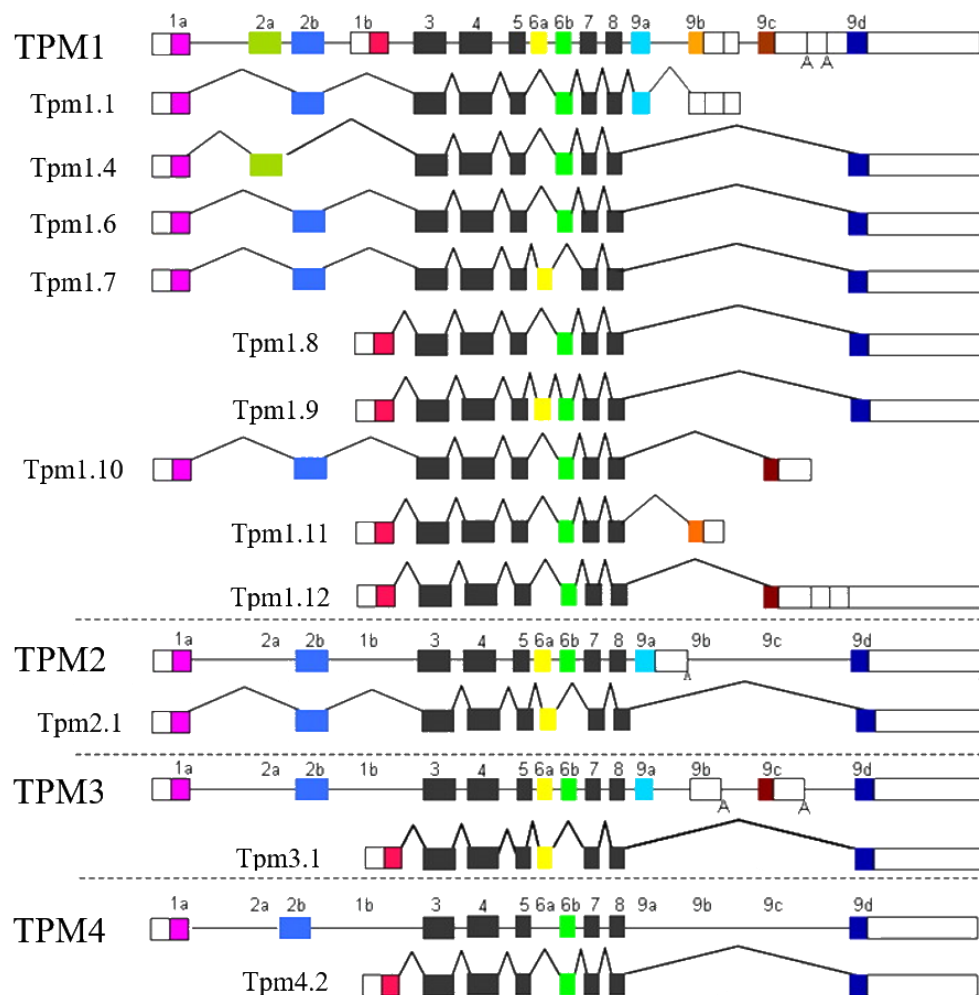 1a 2a 2b 1b 3 4 5 6a 6b 7 8 9a 9b 9c 9d
TPM1
A A
Tpm1.1
Tpm1.4
Tpm1.6
Tpm1.7
Tpm1.8
Tpm1.9
Tpm1.10
Tpm1.11
Tpm1.12
1a 2a 2b 1b 3 4 5 6a 6b 7 8 9a 9b 9c 9d
TPM2
A
Tpm2.1
1a 2a 2b 1b 3 4 5 6a 6b 7 8 9a 9b 9c 9d
TPM3
A A
Tpm3.1
1a 2a 2b 1b 3 4 5 6a 6b 7 8 9a 9b 9c 9d
TPM4
Tpm4.2